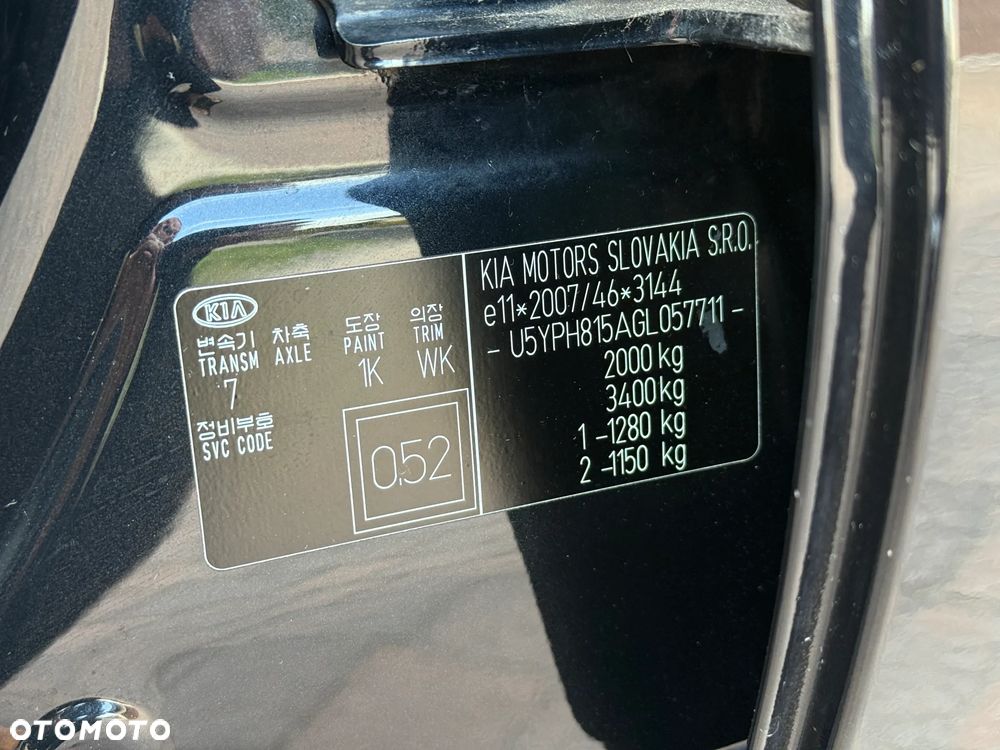 KIA
변속기 차축 도장 의장
TRANSM AXLE PAINT TRIM
7 1K WK
정비부호
SVC CODE
0.52
KIA MOTORS SLOVAKIA S.R.O.
e11*2007/46*3144
- U5YPH815AGL057711 -
2000 kg
3400 kg
1 -1280 kg
2 -1150 kg
OTOMOTO